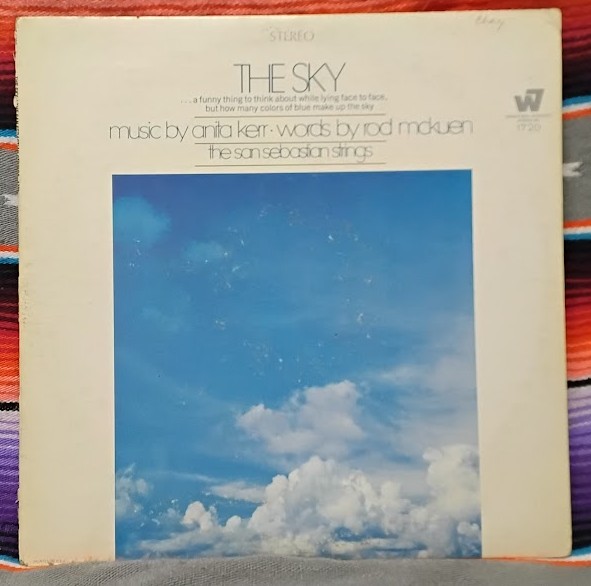 STEREO
THE SKY
...a funny thing to think about while lying face to face,
but how many colors of blue make up the sky
music by anita kerr · words by rod mckuen
the san sebastian strings
W7
1720